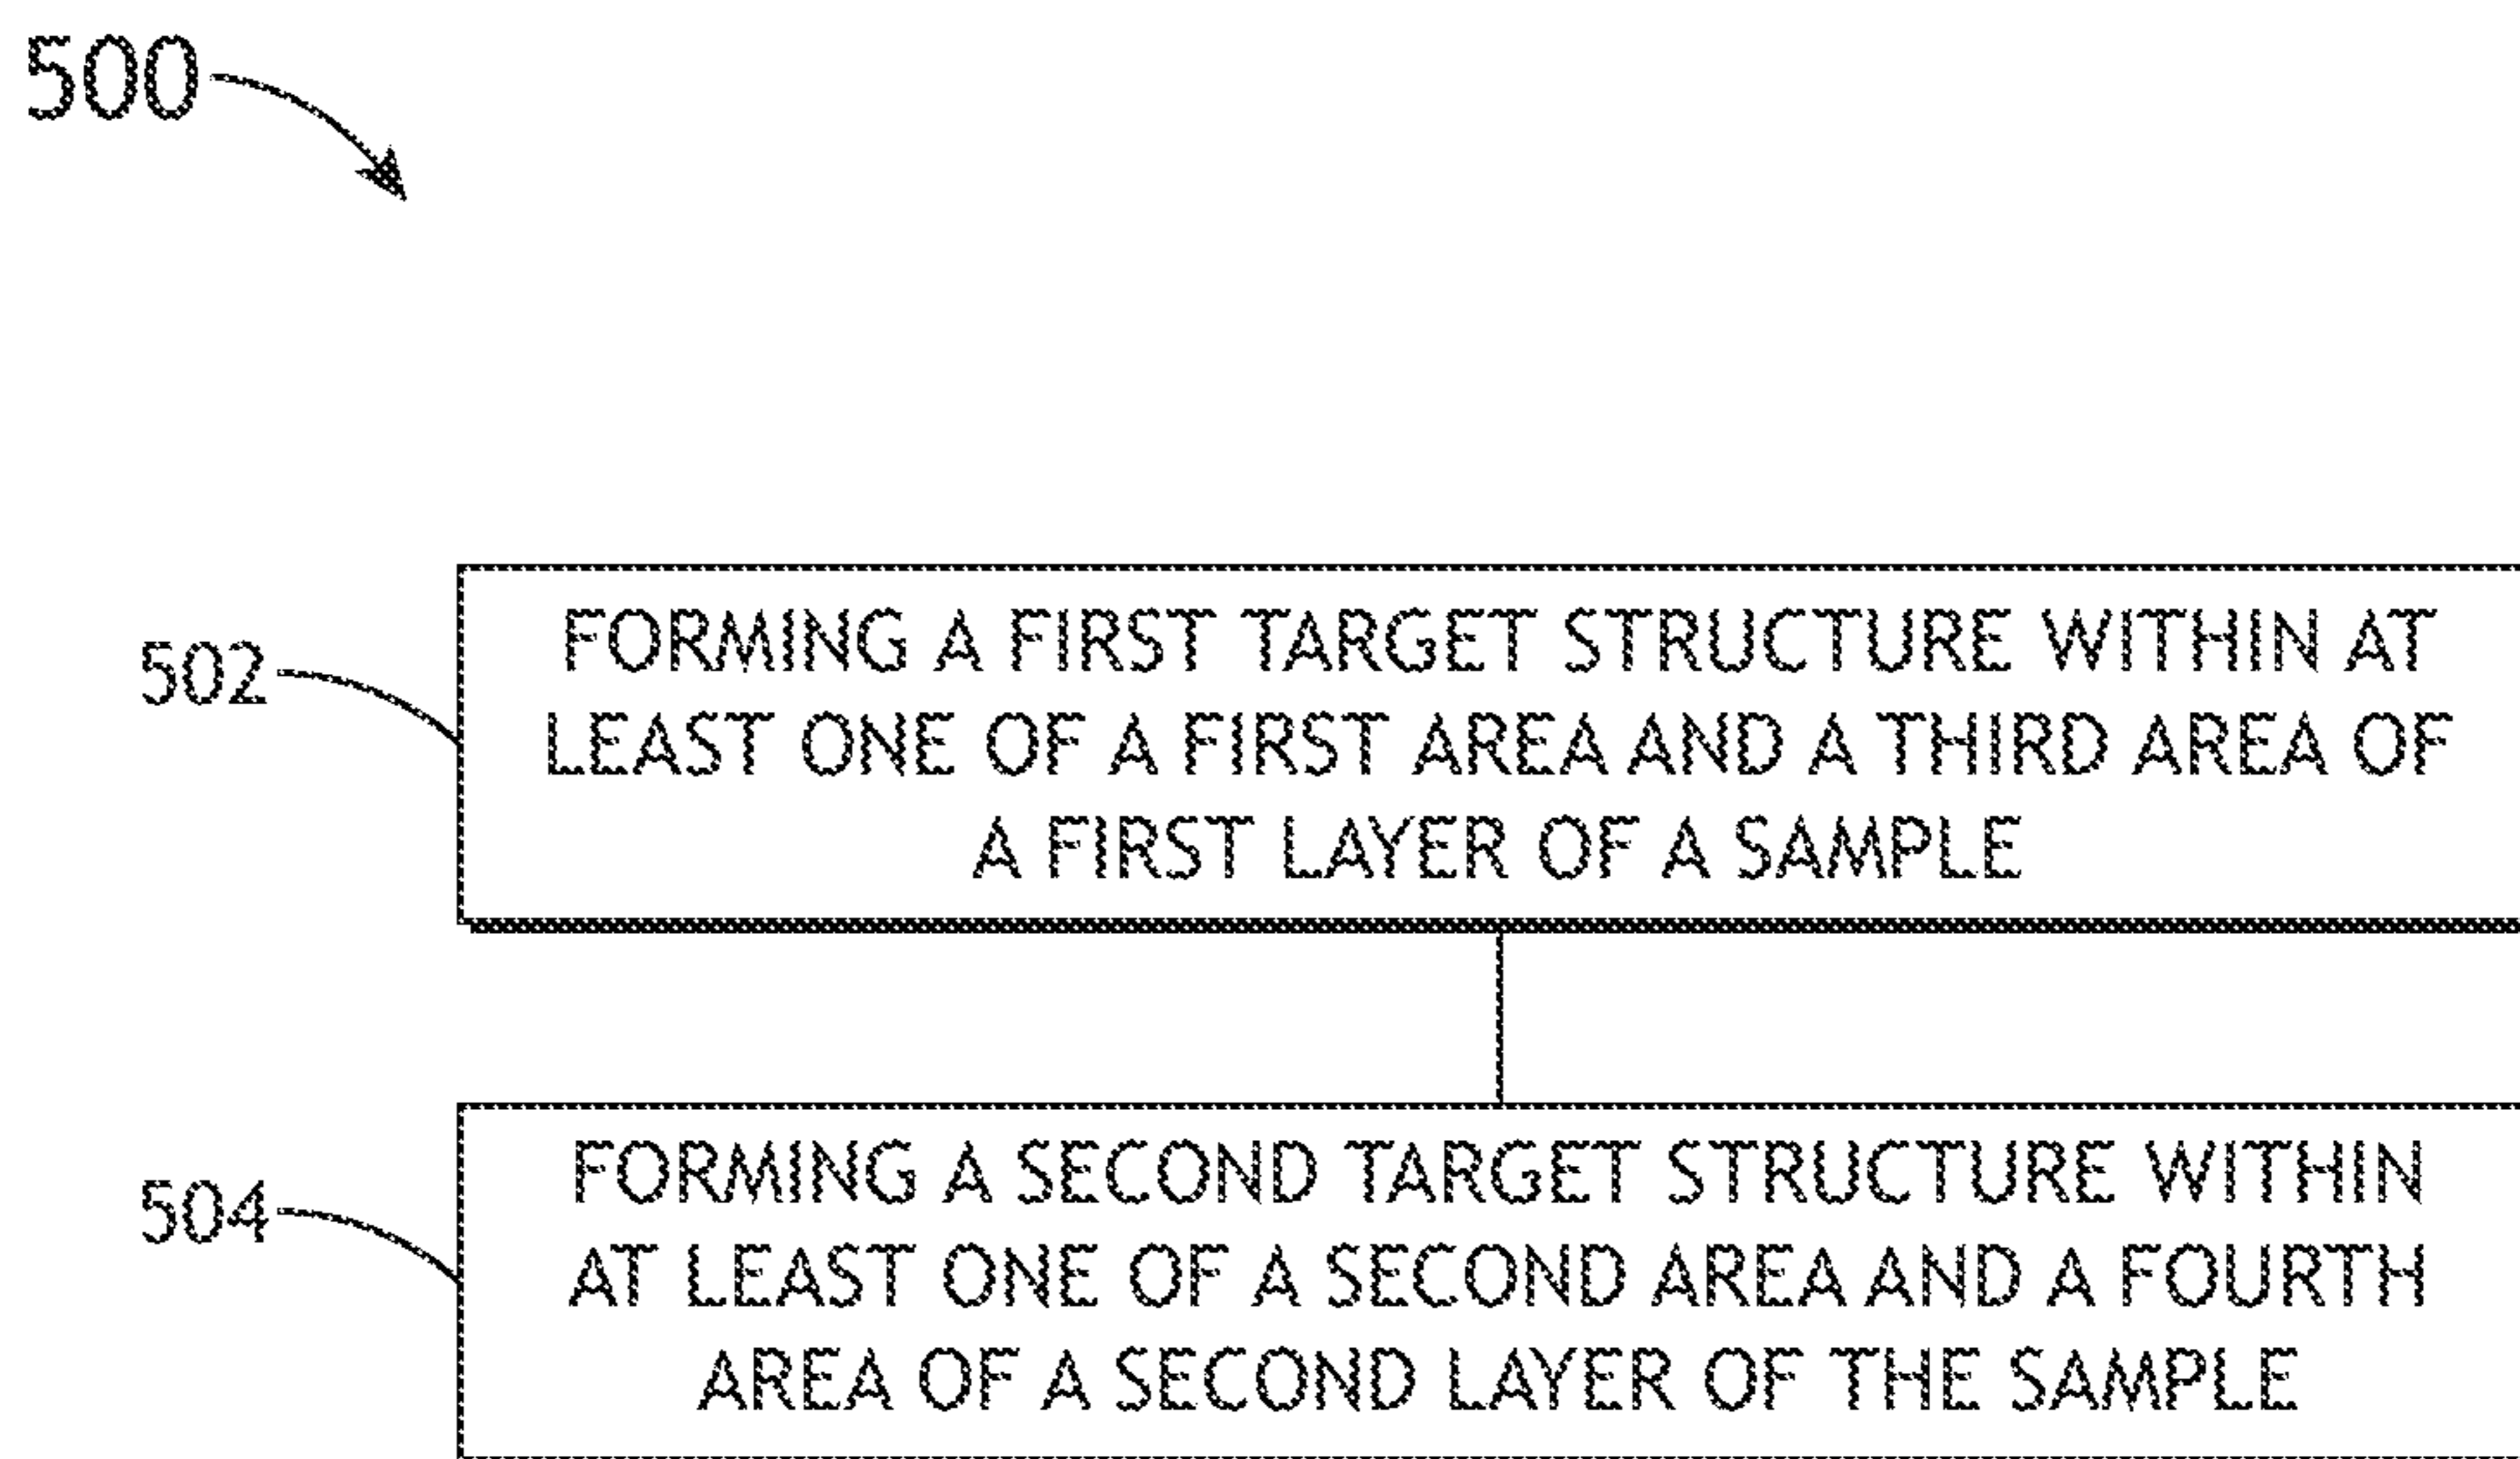 500
502
FORMING A FIRST TARGET STRUCTURE WITHIN AT
LEAST ONE OF A FIRST AREA AND A THIRD AREA OF
A FIRST LAYER OF A SAMPLE
504
FORMING A SECOND TARGET STRUCTURE WITHIN
AT LEAST ONE OF A SECOND AREA AND A FOURTH
AREA OF A SECOND LAYER OF THE SAMPLE